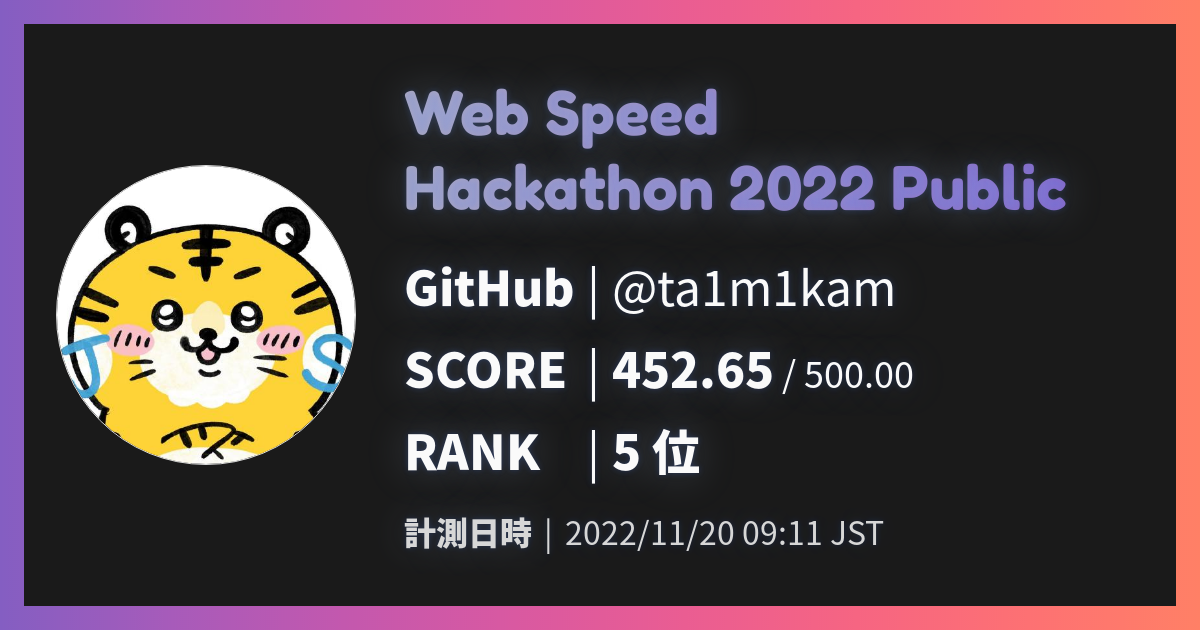 Web Speed
Hackathon 2022 Public
GitHub | @ta1m1kam
SCORE | 452.65 / 500.00
RANK | 5 位
計測日時 | 2022/11/20 09:11 JST
J S